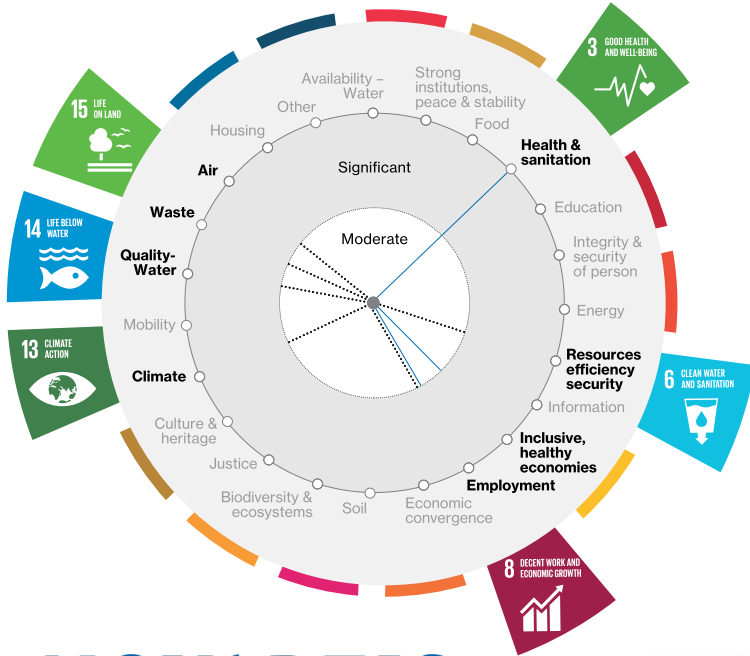 3 GOOD HEALTH
AND WELL-BEING
Availability –
Water
Strong
institutions,
peace & stability
Other
Food
Housing
Health &
sanitation
15 LIFE
ON LAND
Air
Significant
Education
Waste
14 LIFE BELOW
WATER
Moderate
Integrity &
security
of person
Quality-
Water
Energy
Mobility
13 CLIMATE
ACTION
Resources
efficiency
security
6 CLEAN WATER
AND SANITATION
Climate
Information
Culture &
heritage
Inclusive,
healthy
economies
Justice
Employment
Biodiversity &
ecosystems
Soil
Economic
convergence
8 DECENT WORK AND
ECONOMIC GROWTH